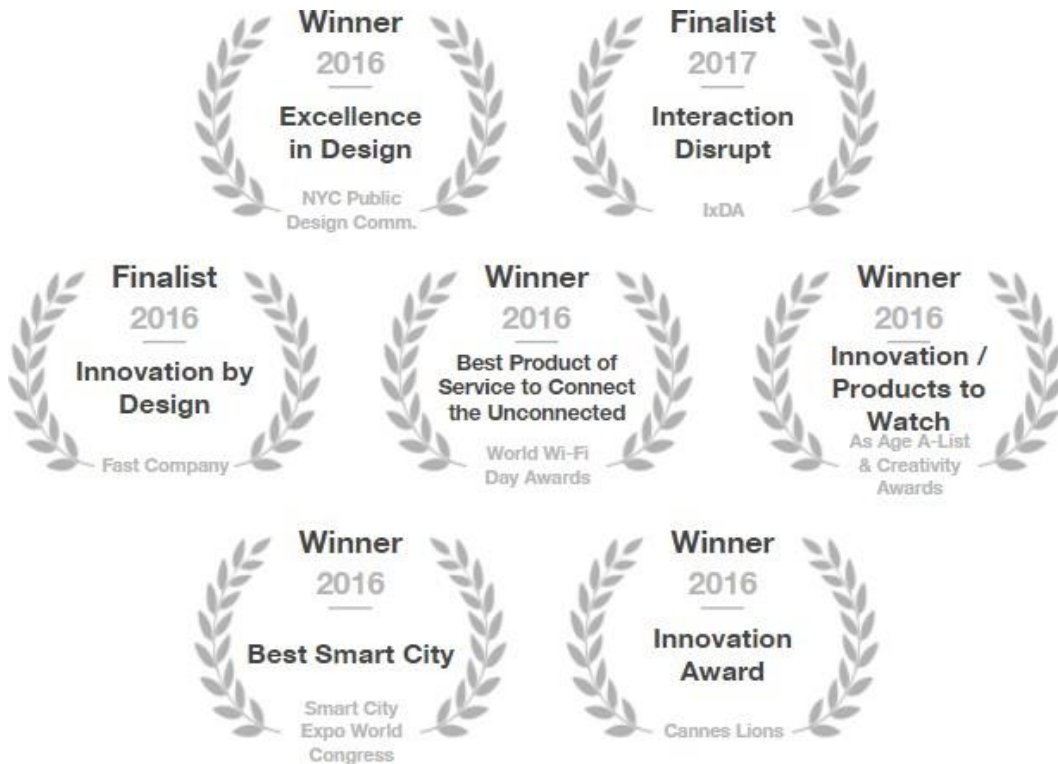 Winner
2016
Excellence
in Design
NYC Public
Design Comm.
Finalist
2017
Interaction
Disrupt
IxDA
Finalist
2016
Innovation by
Design
Fast Company
Winner
2016
Best Product of
Service to Connect
the Unconnected
World Wi-Fi
Day Awards
Winner
2016
Innovation /
Products to
Watch
As Age A-List
& Creativity
Awards
Winner
2016
Best Smart City
Smart City
Expo World
Congress
Winner
2016
Innovation
Award
Cannes Lions